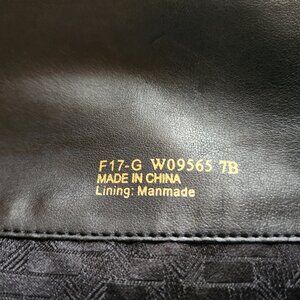 F17-G W09565 7B
MADE IN CHINA
Lining: Manmade